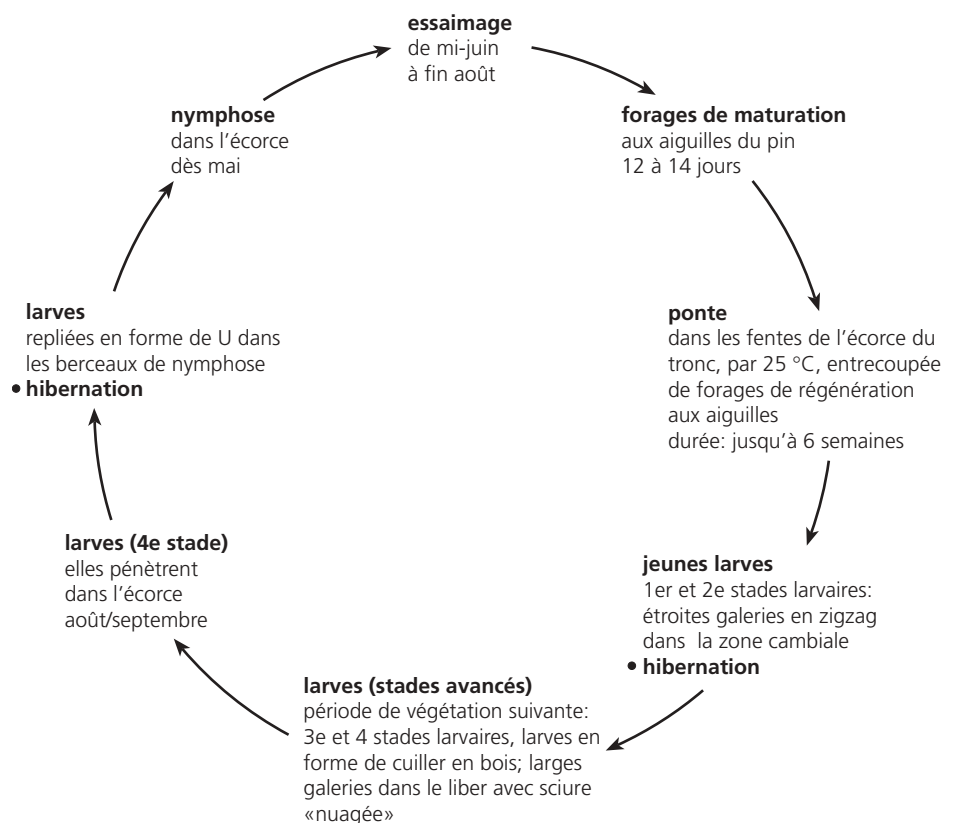 essaimage
de mi-juin
à fin août
forages de maturation
aux aiguilles du pin
12 à 14 jours
ponte
dans les fentes de l'écorce du
tronc, par 25 °C, entrecoupée
de forages de régénération
aux aiguilles
durée: jusqu'à 6 semaines
jeunes larves
1er et 2e stades larvaires:
étroites galeries en zigzag
dans la zone cambiale
• hibernation
larves (stades avancés)
période de végétation suivante:
3e et 4 stades larvaires, larves en
forme de cuiller en bois; larges
galeries dans le liber avec sciure
«nuagée»
larves (4e stade)
elles pénètrent
dans l'écorce
août/septembre
larves
repliées en forme de U dans
les berceaux de nymphose
• hibernation
nymphose
dans l'écorce
dès mai